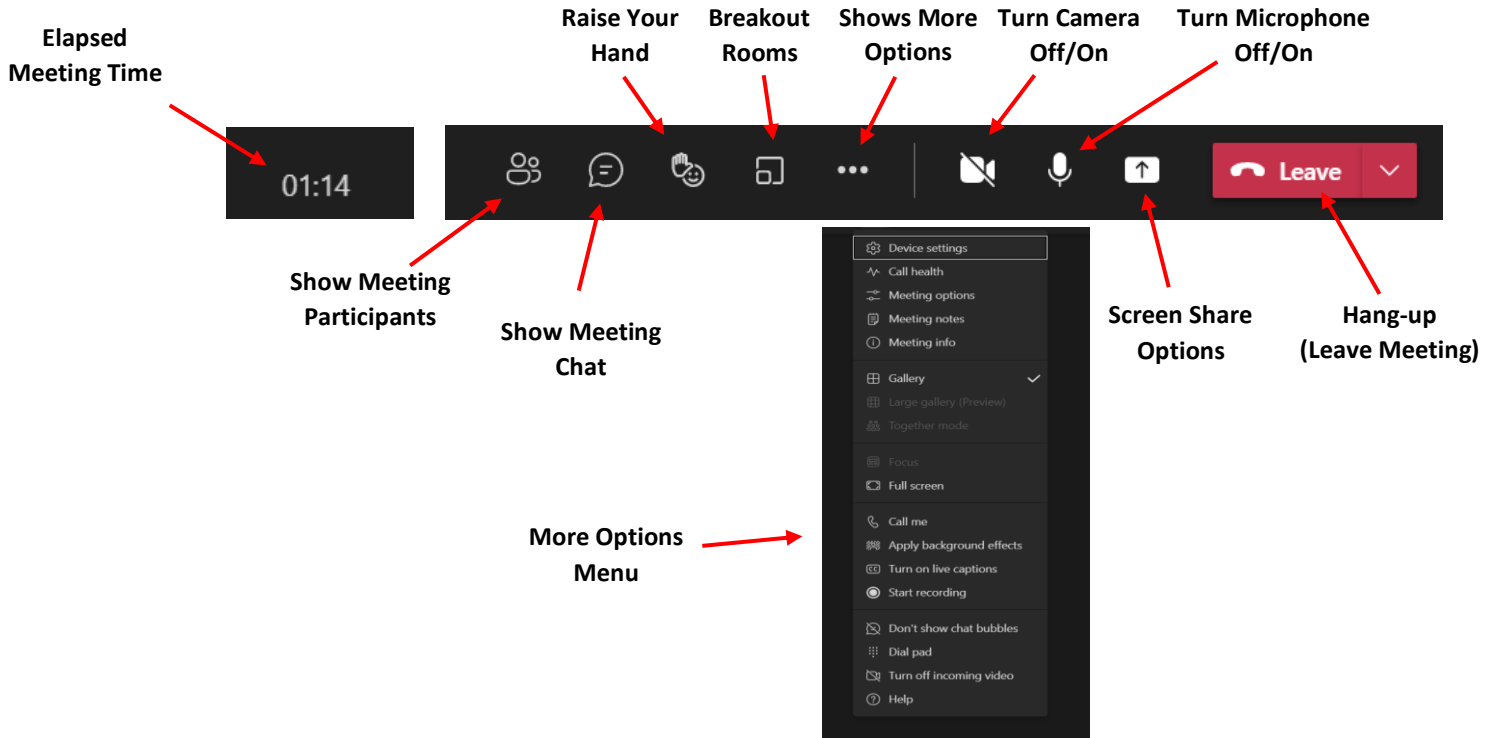 Elapsed
Meeting Time
Raise Your
Hand
Breakout
Rooms
Shows More
Options
Turn Camera
Off/On
Turn Microphone
Off/On
01:14
Leave
Show Meeting
Participants
Show Meeting
Chat
Screen Share
Options
Hang-up
(Leave Meeting)
More Options
Menu
Device settings
Call health
Meeting options
Meeting notes
Meeting info
Gallery
Large gallery (Preview)
Together mode
Focus
Full screen
Call me
Apply background effects
CC Turn on live captions
Start recording
Don't show chat bubbles
Dial pad
Turn off incoming video
Help